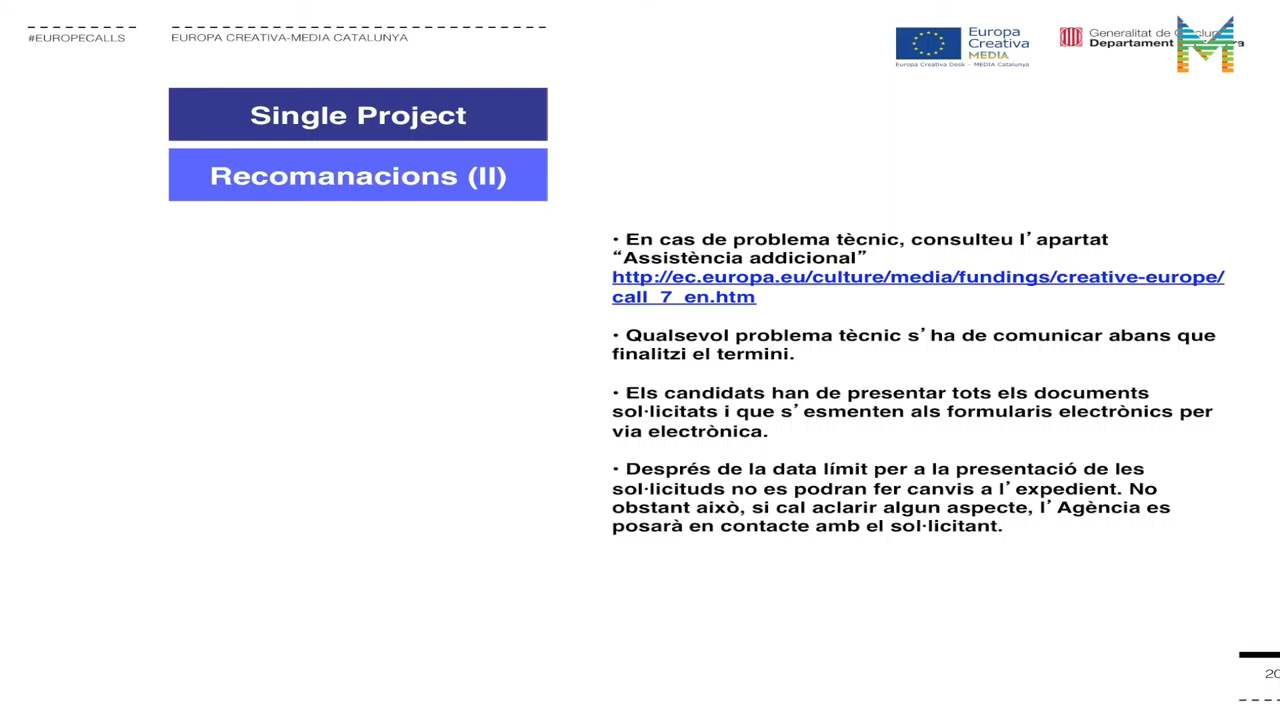 #EUROPECALLS
EUROPA CREATIVA-MEDIA CATALUNYA
Europa
Creativa
MEDIA
Europa Creativa Desk – MEDIA Catalunya
Generalitat de
Departament
Single Project
Recomanacions (II)
• En cas de problema tècnic, consulteu l’apartat
“Assistència addicional”
http://ec.europa.eu/culture/media/fundings/creative-europe/
call_7_en.htm
• Qualsevol problema tècnic s’ha de comunicar abans que
finalitzi el termini.
• Els candidats han de presentar tots els documents
sol·licitats i que s’esmenten als formularis electrònics per
via electrònica.
• Després de la data límit per a la presentació de les
sol·licituds no es podran fer canvis a l’expedient. No
obstant això, si cal aclarir algun aspecte, l’Agència es
posarà en contacte amb el sol·licitant.
20